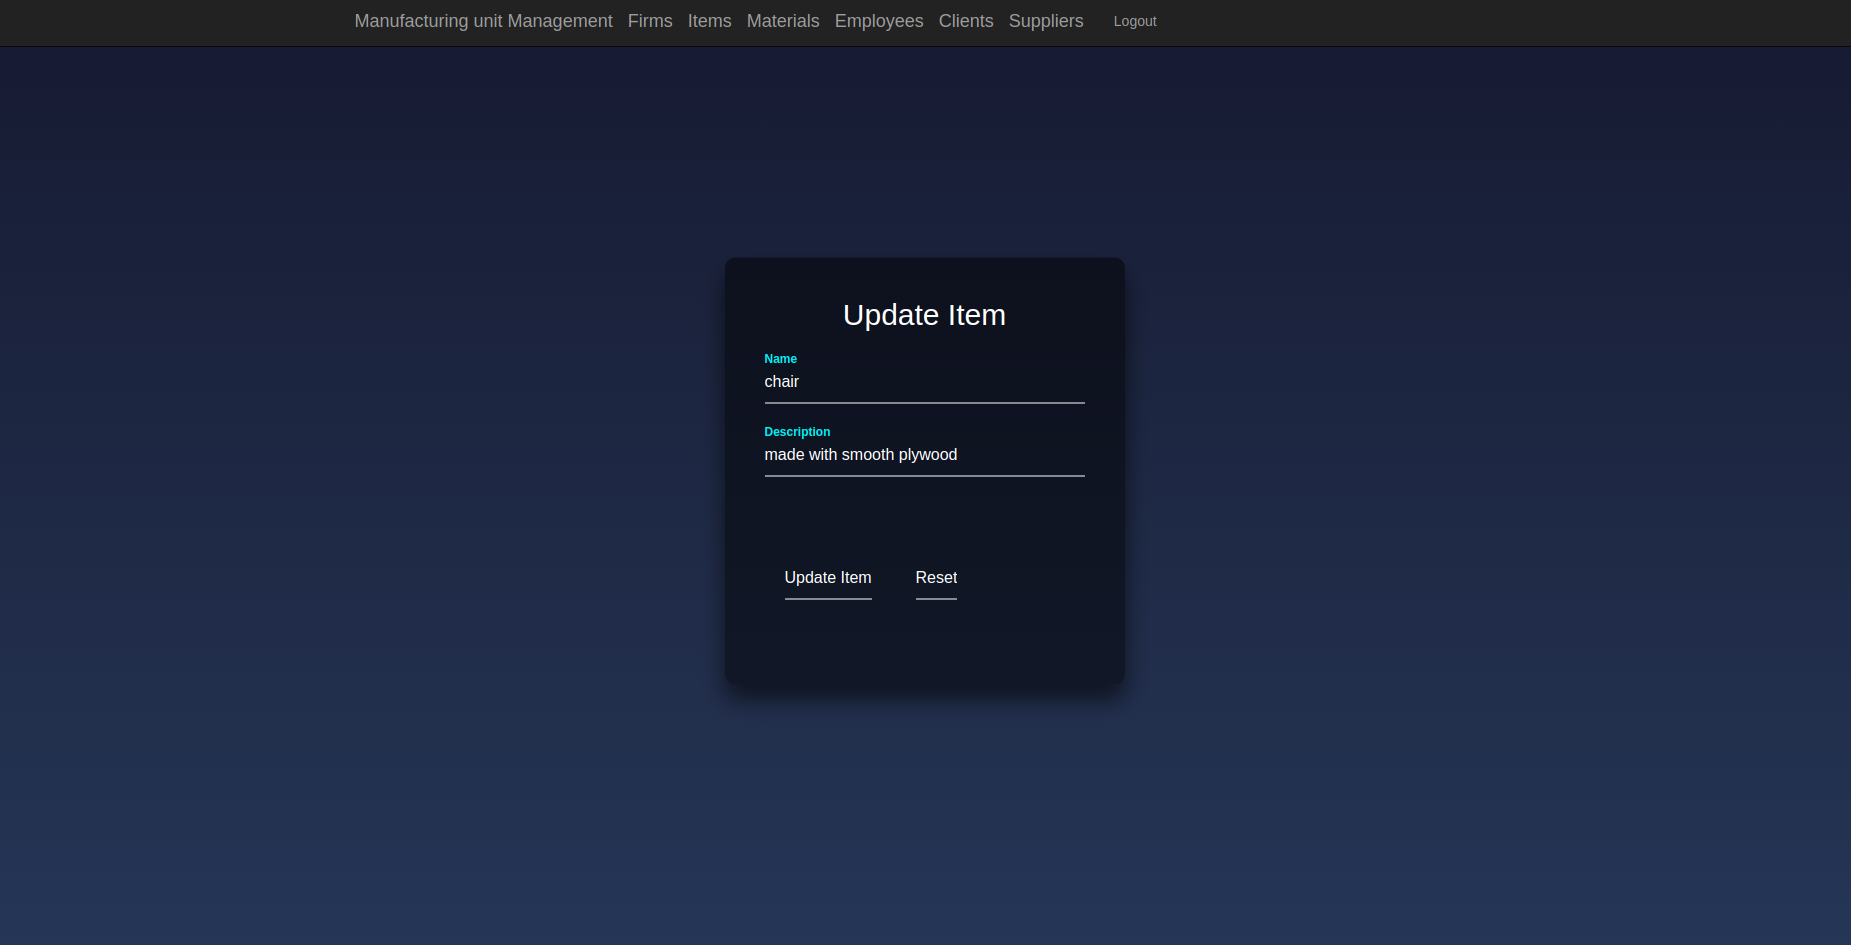 Manufacturing unit Management Firms Items Materials Employees Clients Suppliers Logout
Update Item
Name
chair
Description
made with smooth plywood
Update Item Reset